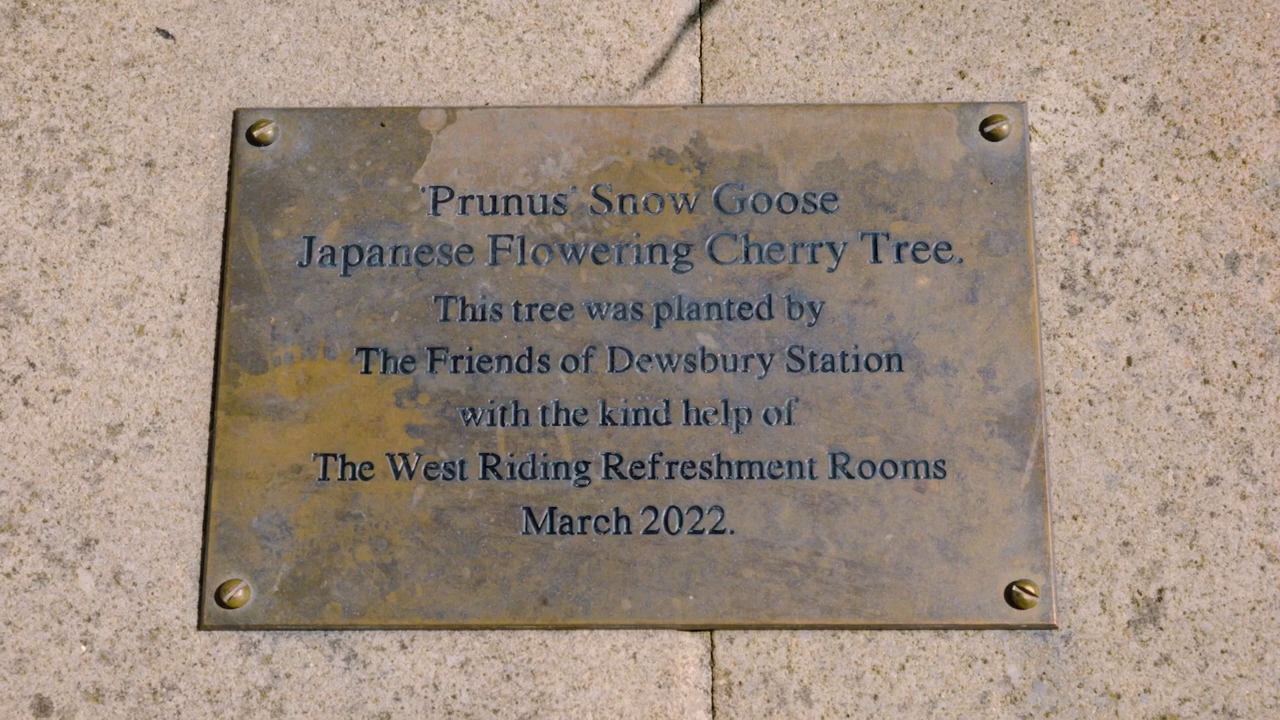 'Prunus' Snow Goose
Japanese Flowering Cherry Tree.
This tree was planted by
The Friends of Dewsbury Station
with the kind help of
The West Riding Refreshment Rooms
March 2022.